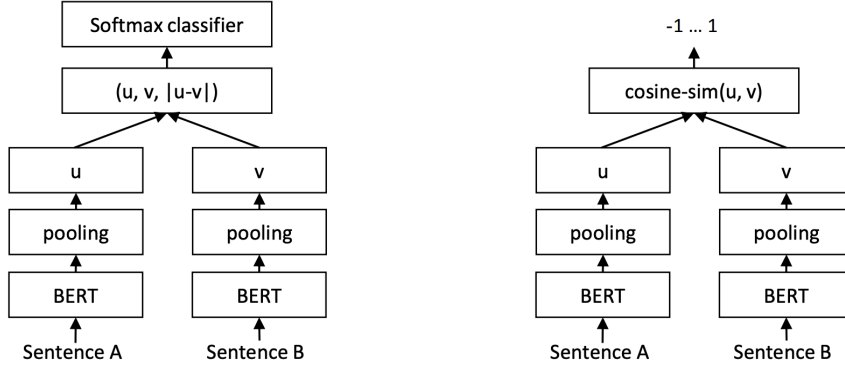 Softmax classifier
(u, v, |u-v|)
u v
pooling pooling
BERT BERT
Sentence A Sentence B
-1 … 1
cosine-sim(u, v)
u v
pooling pooling
BERT BERT
Sentence A Sentence B